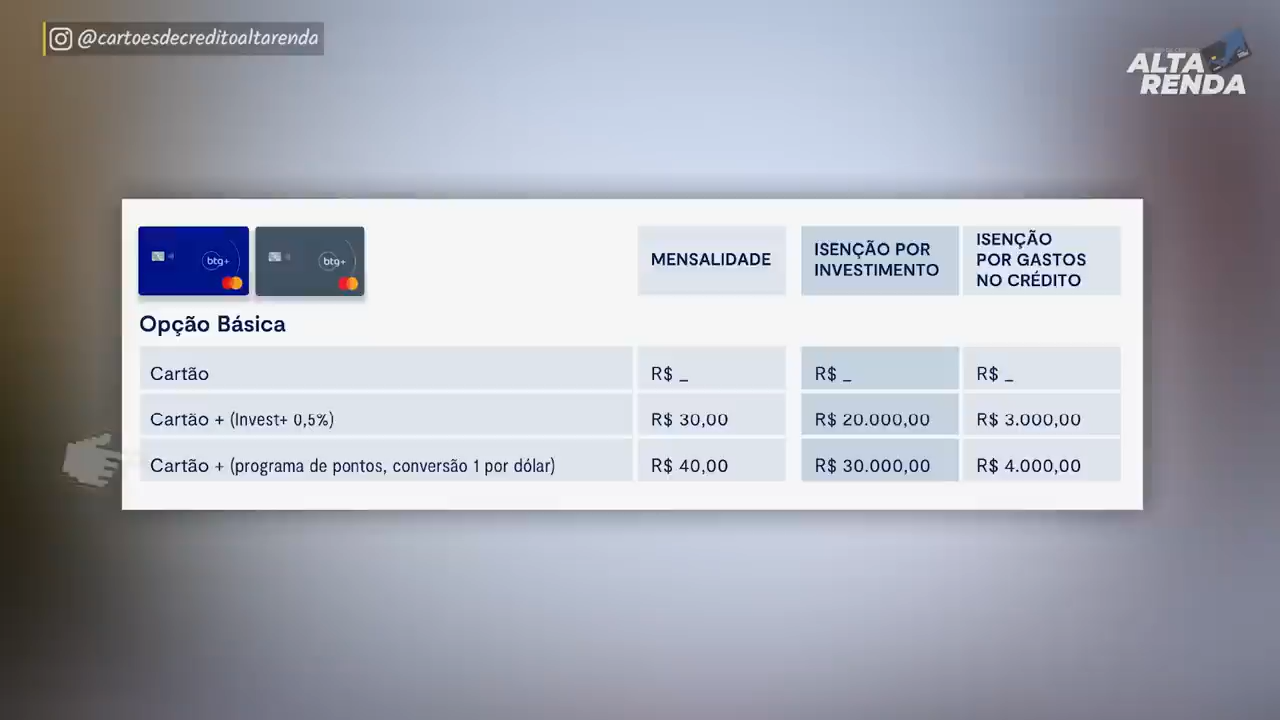 @cartoesdecreditoaltarenda
ALTA
RENDA
btg+
btg+
MENSALIDADE
ISENÇÃO POR
INVESTIMENTO
ISENÇÃO
POR GASTOS
NO CRÉDITO
Opção Básica
Cartão
R$ _
R$ _
R$ _
Cartão + (Invest+ 0,5%)
R$ 30,00
R$ 20.000,00
R$ 3.000,00
Cartão + (programa de pontos, conversão 1 por dólar)
R$ 40,00
R$ 30.000,00
R$ 4.000,00